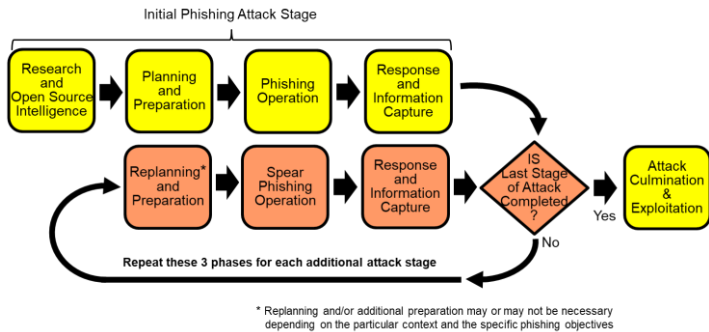 Initial Phishing Attack Stage
Research
and
Open Source
Intelligence
Planning
and
Preparation
Phishing
Operation
Response
and
Information
Capture
Replanning*
and
Preparation
Spear
Phishing
Operation
Response
and
Information
Capture
IS
Last Stage
of Attack
Completed
?
Yes
Attack
Culmination
&
Exploitation
No
Repeat these 3 phases for each additional attack stage
* Replanning and/or additional preparation may or may not be necessary
depending on the particular context and the specific phishing objectives